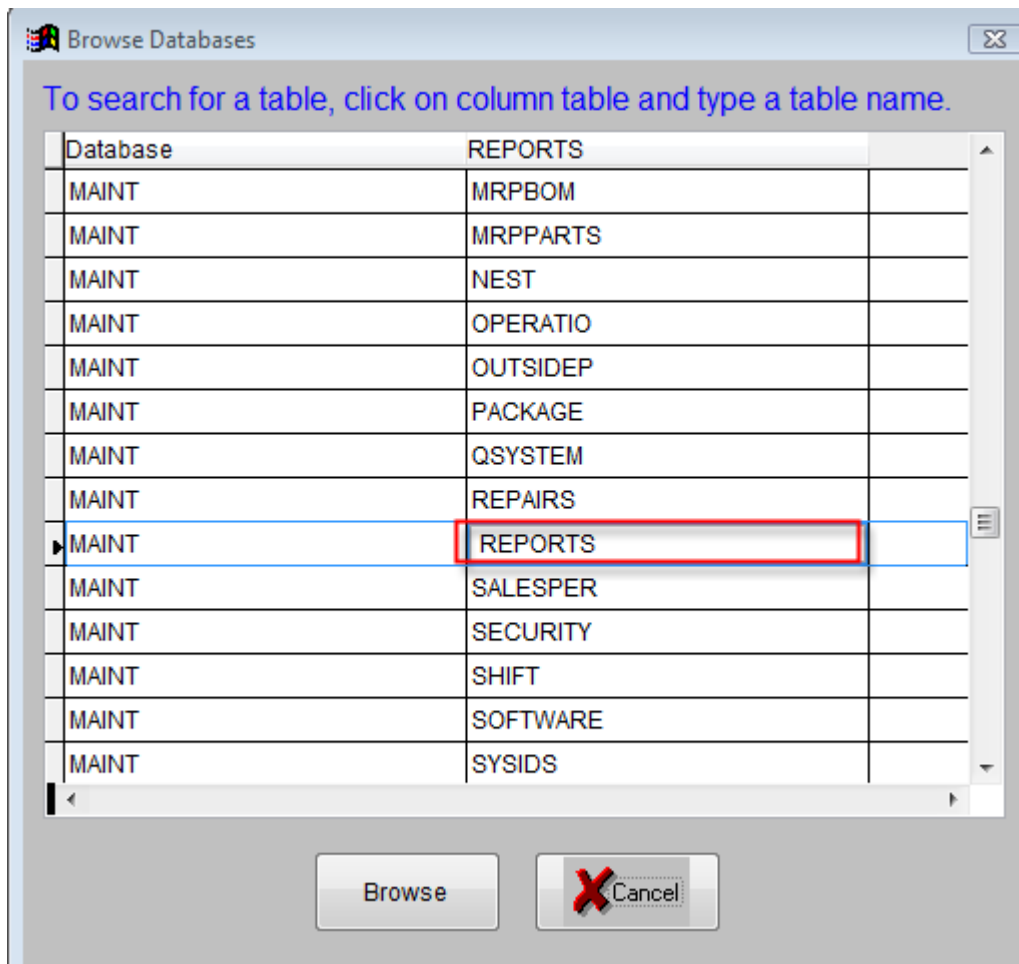 Browse Databases
To search for a table, click on column table and type a table name.
Database REPORTS
MAINT MRPBOM
MAINT MRPPARTS
MAINT NEST
MAINT OPERATIO
MAINT OUTSIDEP
MAINT PACKAGE
MAINT QSYSTEM
MAINT REPAIRS
MAINT REPORTS
MAINT SALESPER
MAINT SECURITY
MAINT SHIFT
MAINT SOFTWARE
MAINT SYSIDS
Browse Cancel